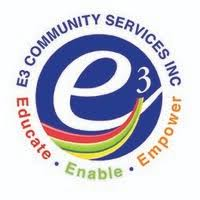 E3 COMMUNITY SERVICES INC
e3
Educate • Enable • Empower